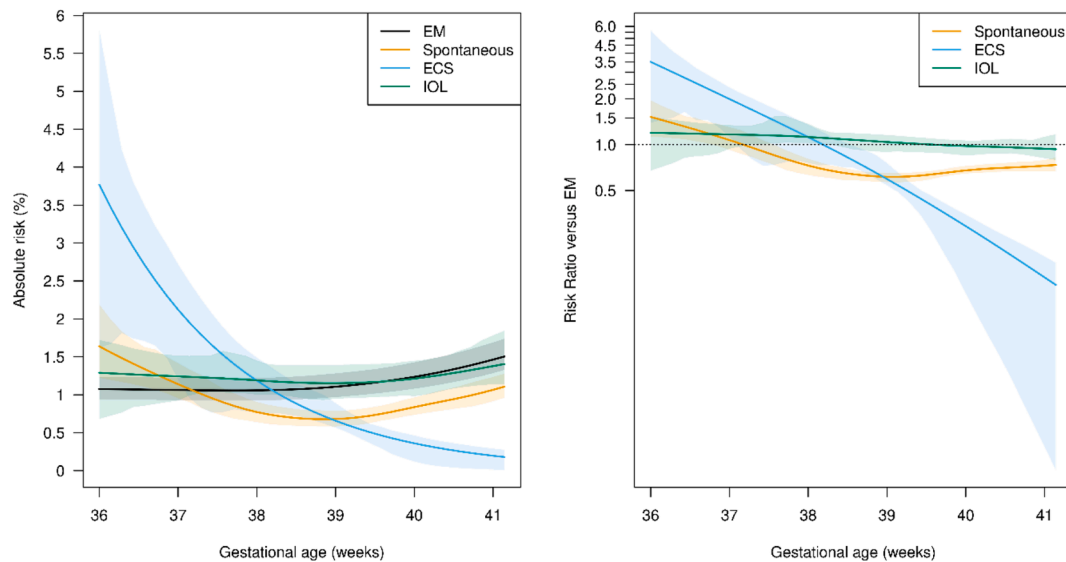 6
5.5
5
4.5
4
3.5
3
2.5
2
1.5
1
0.5
0
Absolute risk (%)
EM
Spontaneous
ECS
IOL
36 37 38 39 40 41
Gestational age (weeks)
6.0
4.5
3.5
2.5
2.0
1.5
1.0
0.5
Risk Ratio versus EM
Spontaneous
ECS
IOL
36 37 38 39 40 41
Gestational age (weeks)